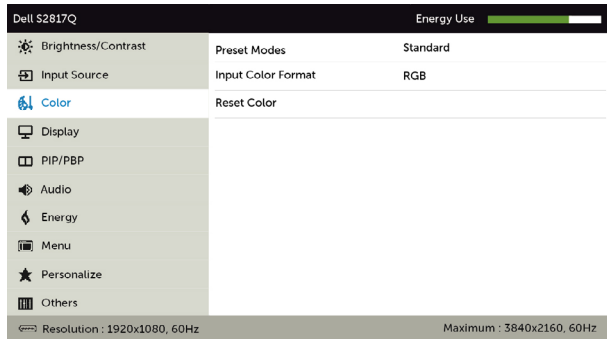 Dell S2817Q Energy Use
Brightness/Contrast Preset Modes Standard
Input Source Input Color Format RGB
Color Reset Color
Display
PIP/PBP
Audio
Energy
Menu
Personalize
Others
Resolution : 1920x1080, 60Hz Maximum : 3840x2160, 60Hz